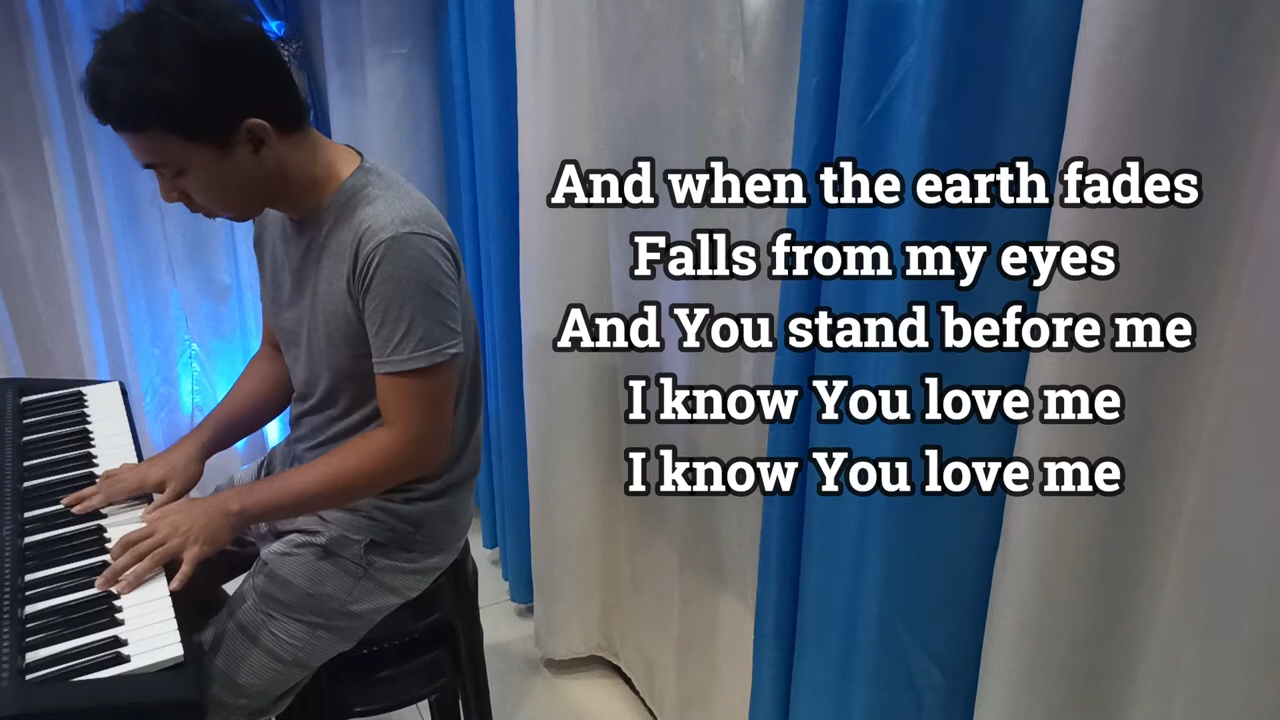 And when the earth fades
Falls from my eyes
And You stand before me
I know You love me
I know You love me